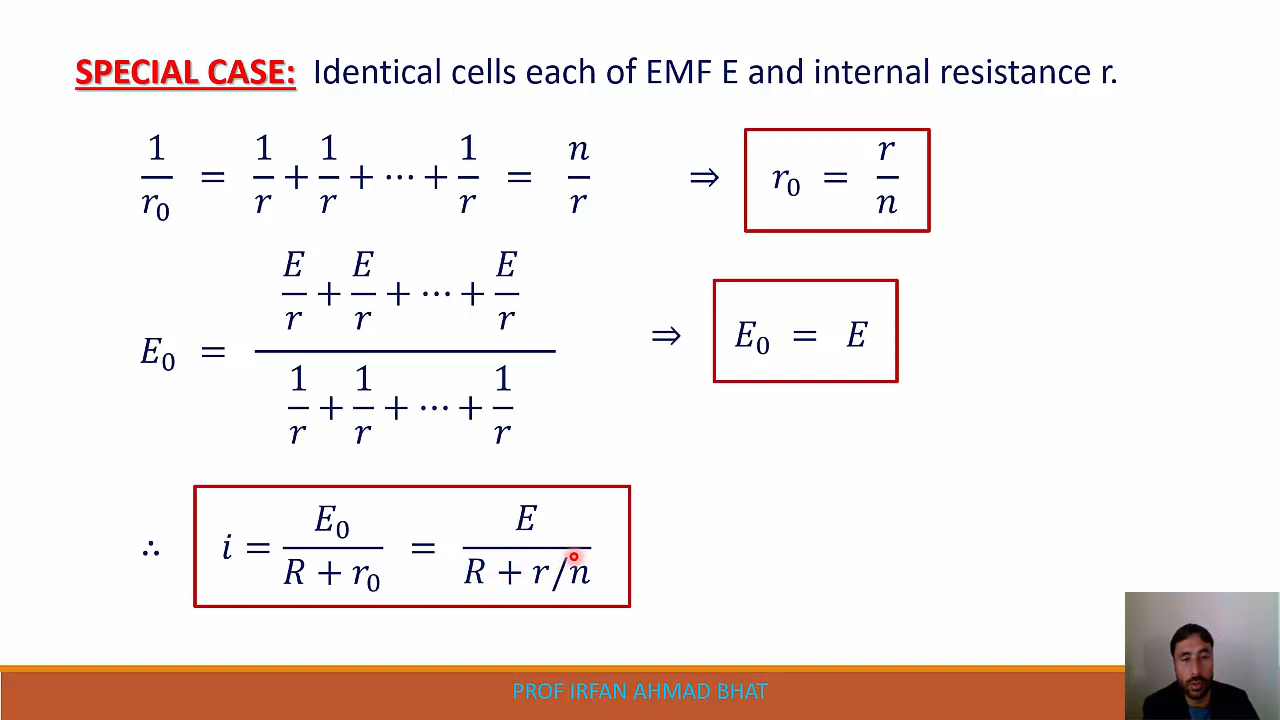 SPECIAL CASE: Identical cells each of EMF E and internal resistance r.
1/r₀ = 1/r + 1/r + ⋯ + 1/r = n/r ⇒ r₀ = r/n
E₀ = (E/r + E/r + ⋯ + E/r) / (1/r + 1/r + ⋯ + 1/r) ⇒ E₀ = E
∴ i = E₀/(R + r₀) = E/(R + r/n)
PROF IRFAN AHMAD BHAT